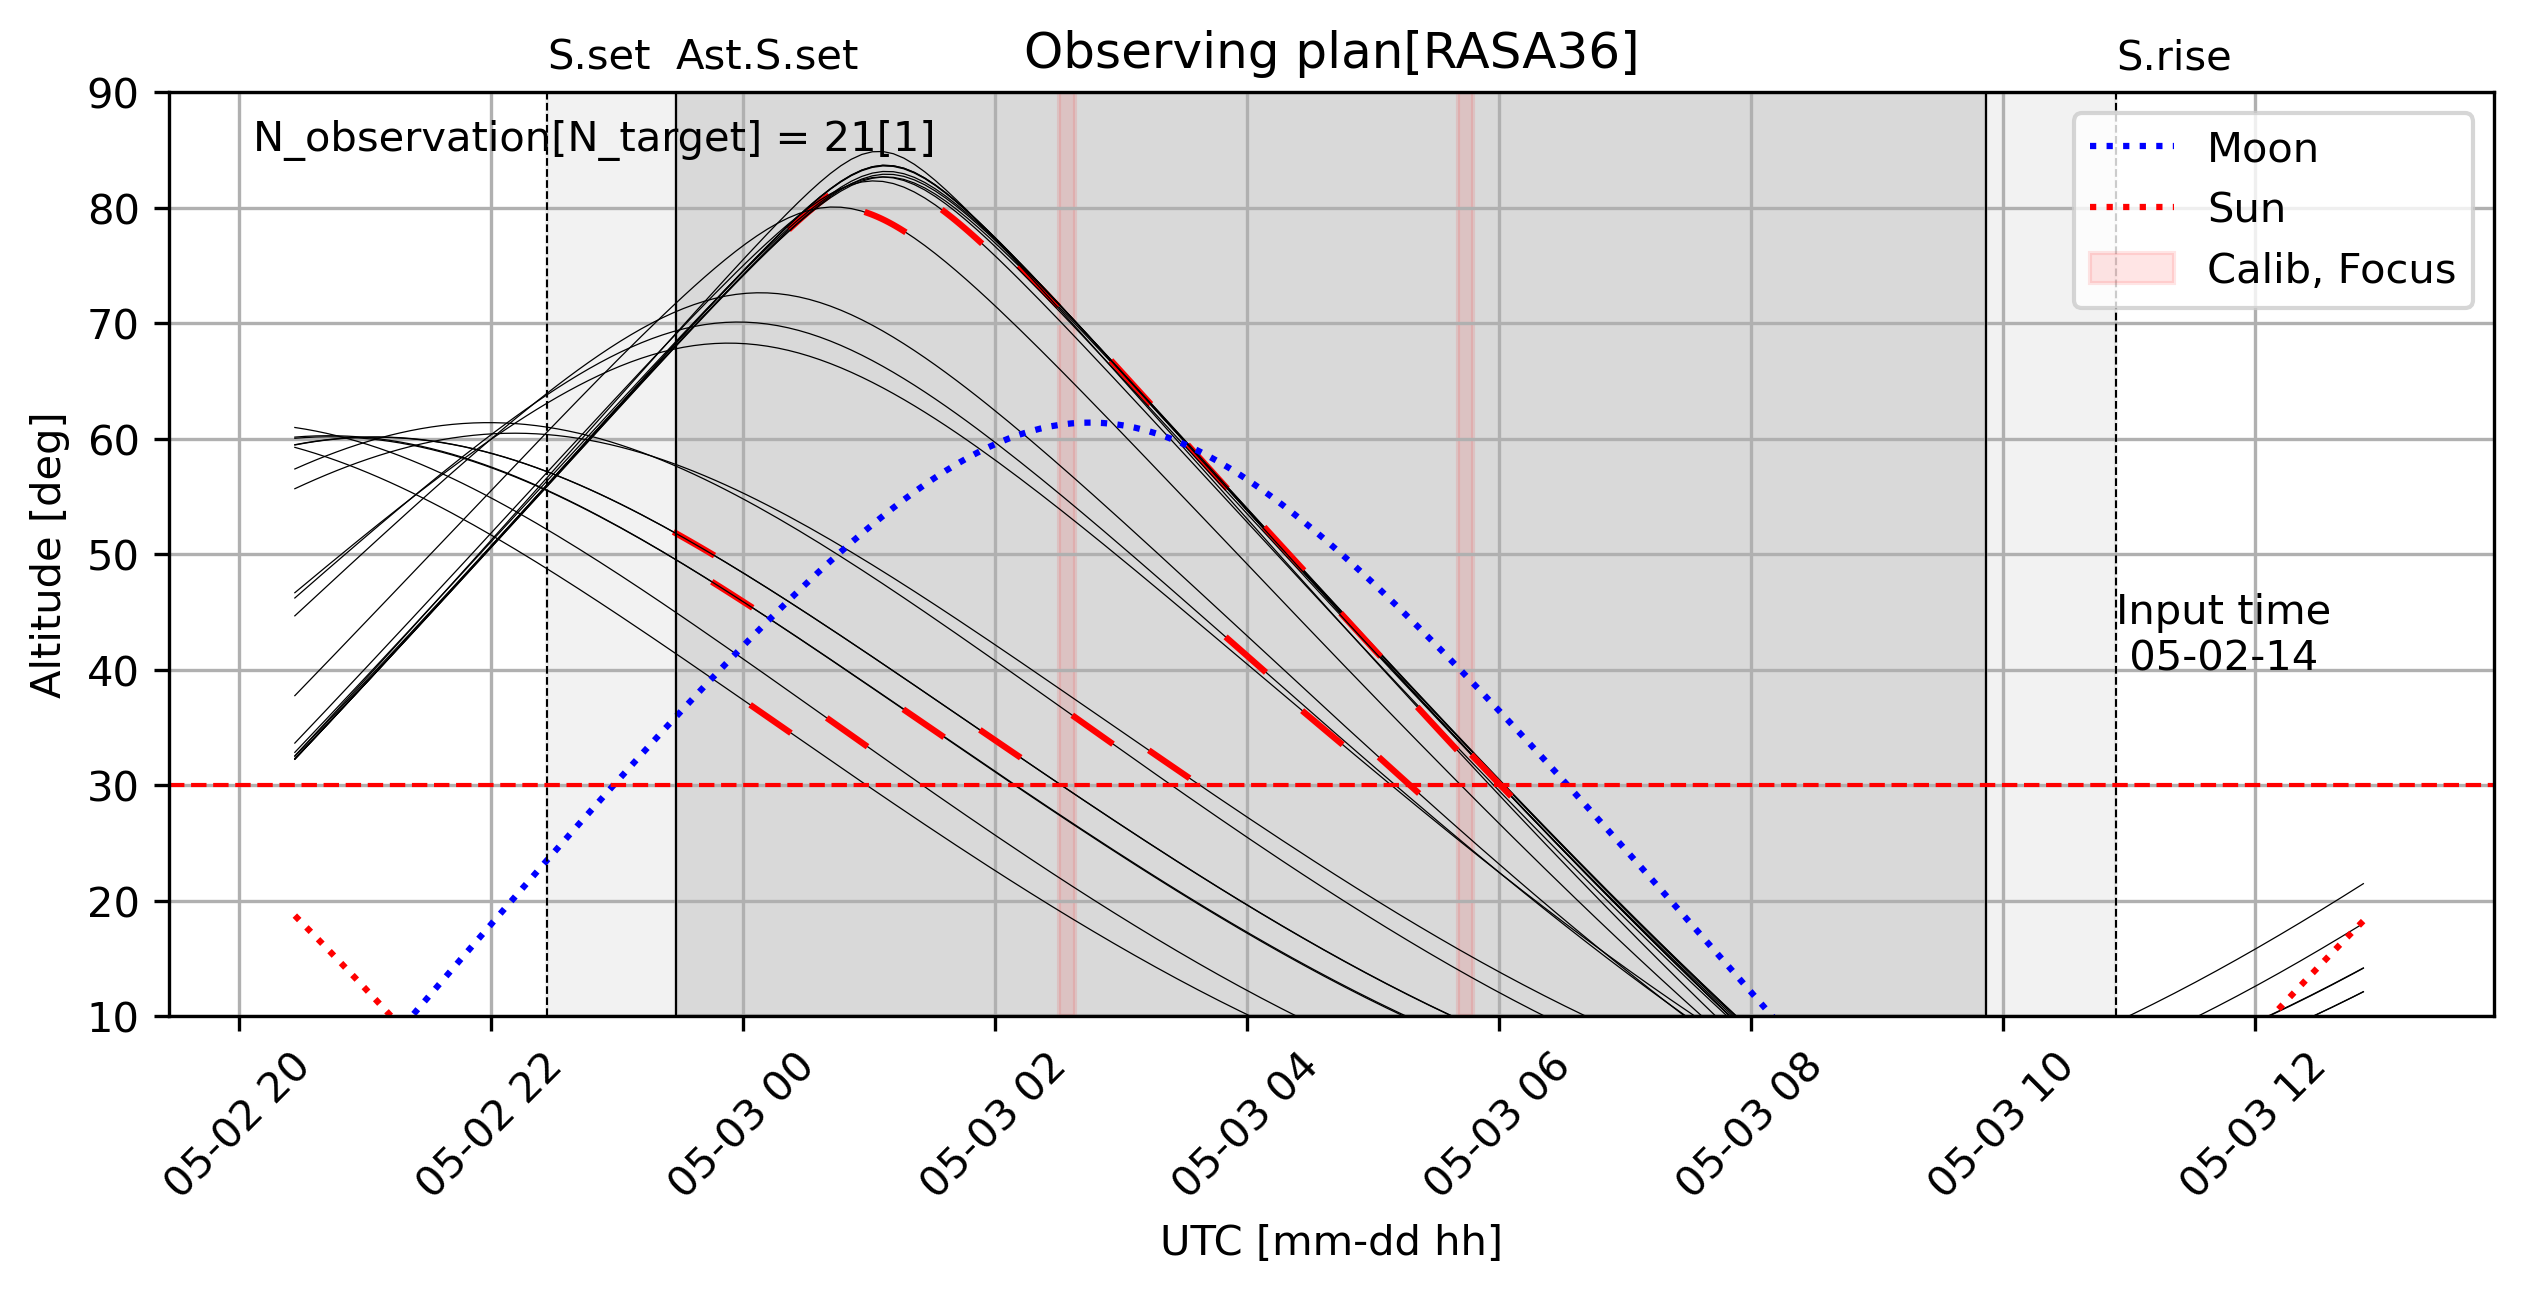 S.set Ast.S.set Observing plan[RASA36] S.rise
N_observation[N_target] = 21[1]
Moon
Sun
Calib, Focus
Input time
05-02-14
Altitude [deg]
90
80
70
60
50
40
30
20
10
05-02 20
05-02 22
05-03 00
05-03 02
05-03 04
05-03 06
05-03 08
05-03 10
05-03 12
UTC [mm-dd hh]